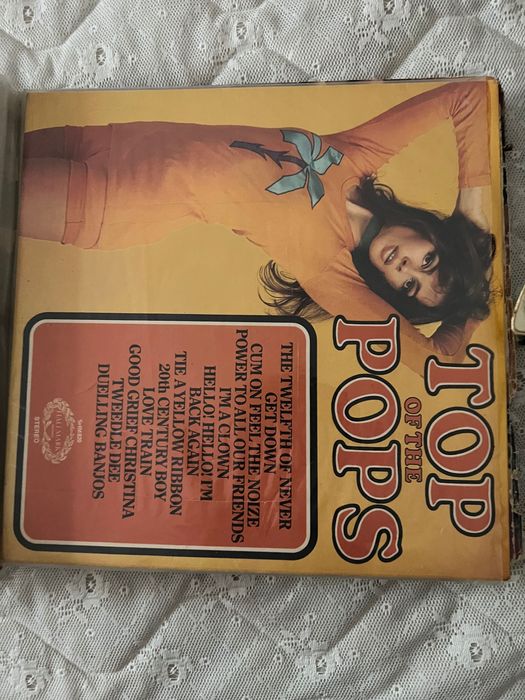 TOP
OF THE
POPS
THE TWELFTH OF NEVER
GET DOWN
CUM ON FEEL THE NOIZE
POWER TO ALL OUR FRIENDS
I'M A CLOWN
HELLO! HELLO! I'M
BACK AGAIN
TIE A YELLOW RIBBON
20th CENTURY BOY
LOVE TRAIN
GOOD GRIEF CHRISTINA
TWEEDLE DEE
DUELLING BANJOS
HALLMARK
STEREO